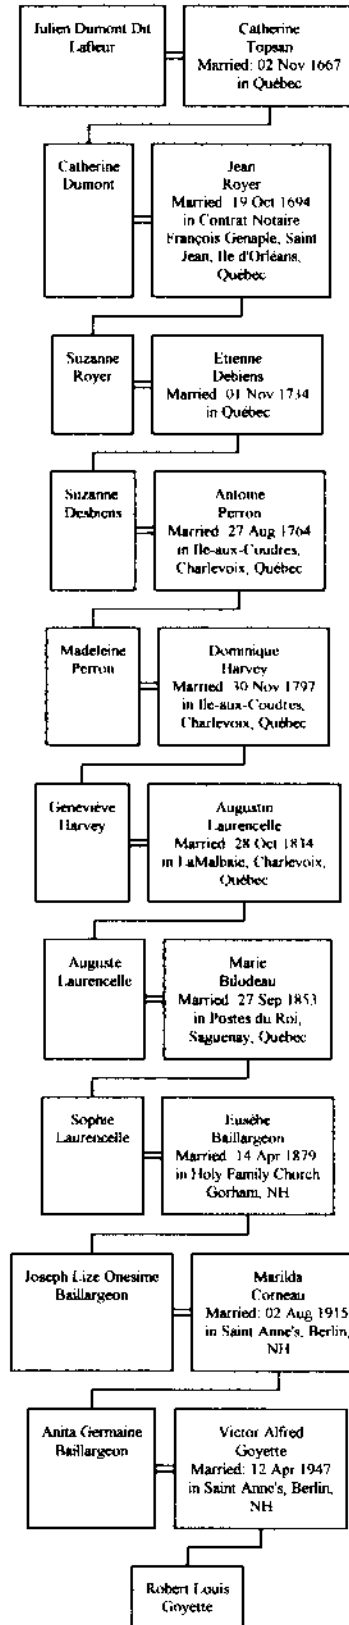 Julien Dumont Dit
Lafleur
Catherine
Topsan
Married: 02 Nov 1667
in Québec
Catherine
Dumont
Jean
Royer
Married 19 Oct 1694
in Contrat Notaire
François Genaple, Saint
Jean, Ile d'Orléans,
Québec
Suzanne
Royer
Etienne
Debiens
Married 01 Nov 1734
in Québec
Suzanne
Desbiens
Antoine
Perron
Married: 27 Aug 1764
in Ile-aux-Coudres,
Charlevoix, Québec
Madeleine
Perron
Dominique
Harvey
Married: 30 Nov 1797
in Ile-aux-Coudres,
Charlevoix, Québec
Geneviève
Harvey
Augustin
Laurencelle
Married 28 Oct 1834
in LaMalbaie, Charlevoix,
Québec
Auguste
Laurencelle
Marie
Bilodeau
Married 27 Sep 1853
in Postes du Roi,
Saguenay, Québec
Sophie
Laurencelle
Eusèbe
Baillargeon
Married 14 Apr 1879
in Holy Family Church
Gorham, NH
Joseph Lize Onesime
Baillargeon
Marilda
Corneau
Married: 02 Aug 1915
in Saint Anne's, Berlin,
NH
Anita Germaine
Baillargeon
Victor Alfred
Goyette
Married: 12 Apr 1947
in Saint Anne's, Berlin,
NH
Robert Louis
Goyette